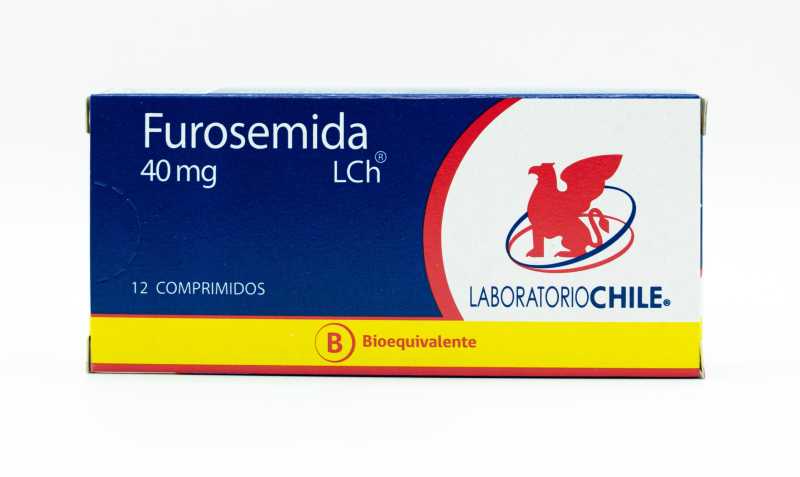 Furosemida
40 mg LCh®
12 COMPRIMIDOS
LABORATORIOCHILE®
B Bioequivalente